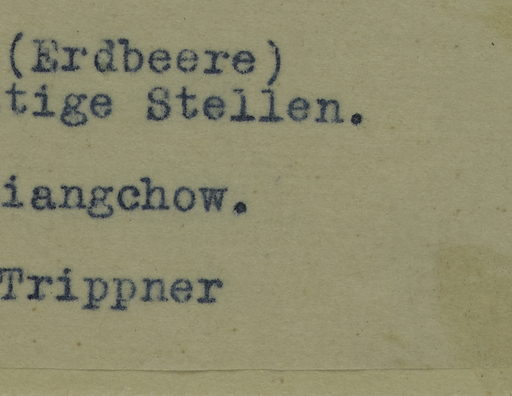 (Erdbeere)
tige Stellen.
iangchow.
Trippner